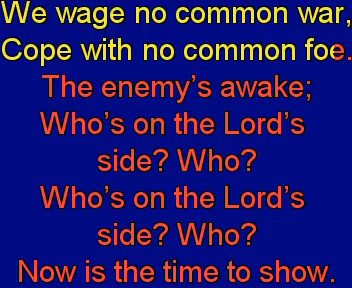 We wage no common war,
Cope with no common foe.
The enemy’s awake;
Who’s on the Lord’s
side? Who?
Who’s on the Lord’s
side? Who?
Now is the time to show.